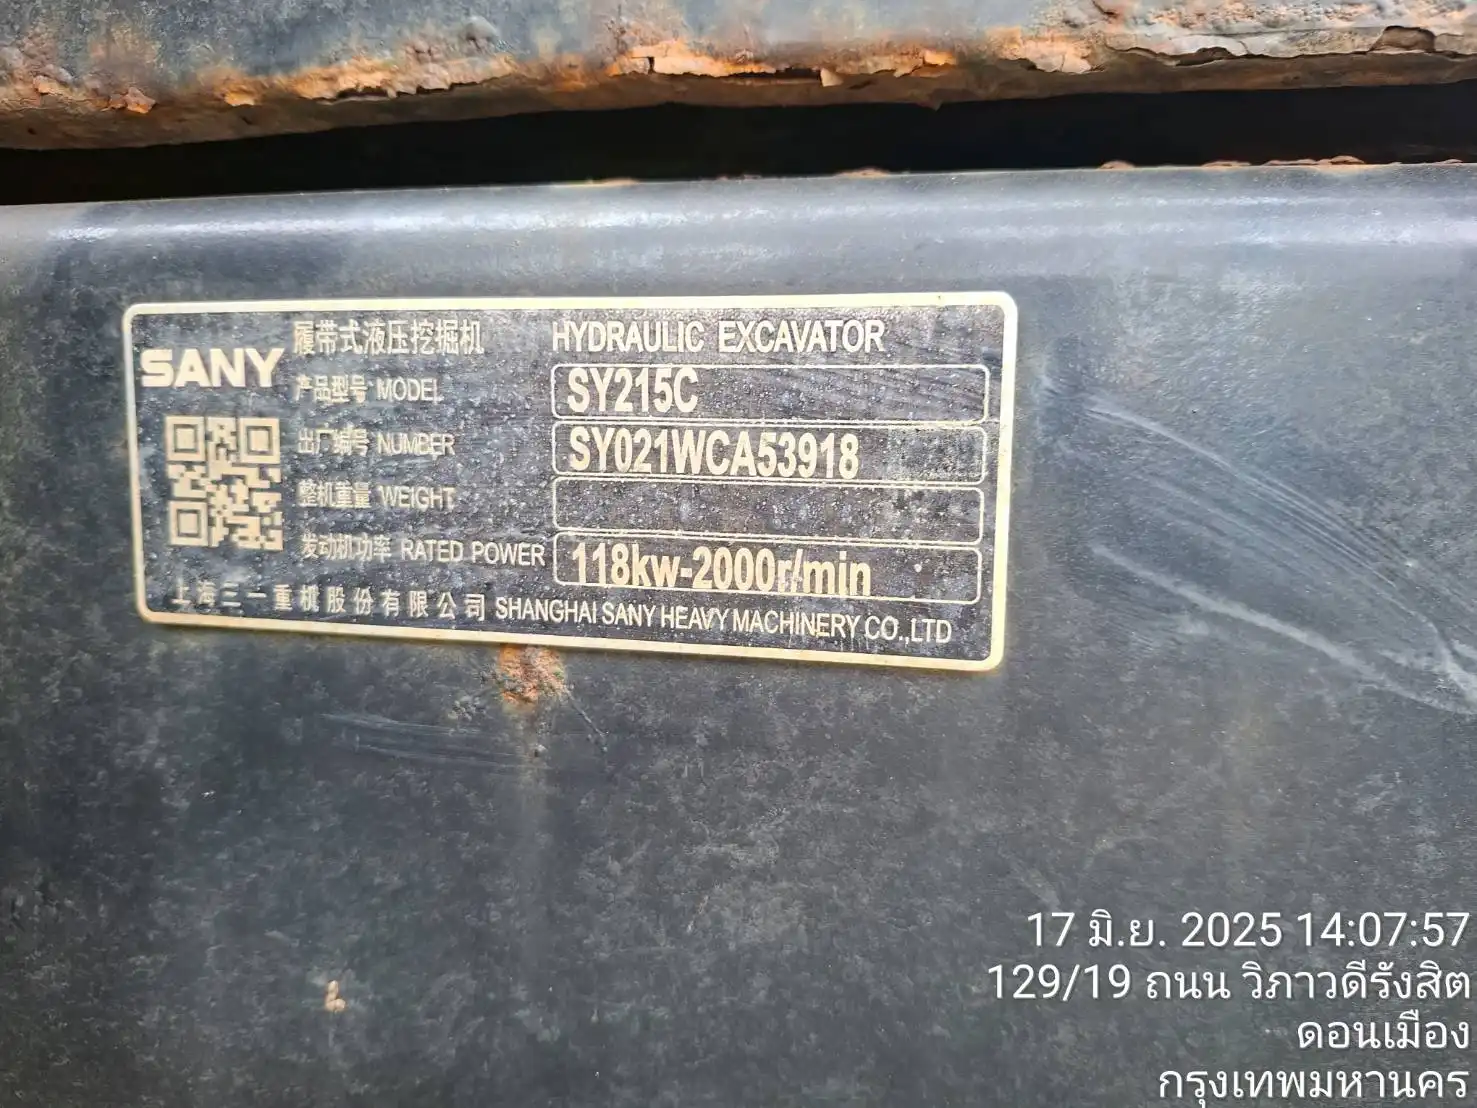 SANY
履带式液压挖掘机 HYDRAULIC EXCAVATOR
产品型号 MODEL SY215C
出厂编号 NUMBER SY021WCA53918
整机重量 WEIGHT
发动机功率 RATED POWER 118kw-2000r/min
上海三一重机股份有限公司 SHANGHAI SANY HEAVY MACHINERY CO.,LTD
17 มิ.ย. 2025 14:07:57
129/19 ถนน วิภาวดีรังสิต
ดอนเมือง
กรุงเทพมหานคร